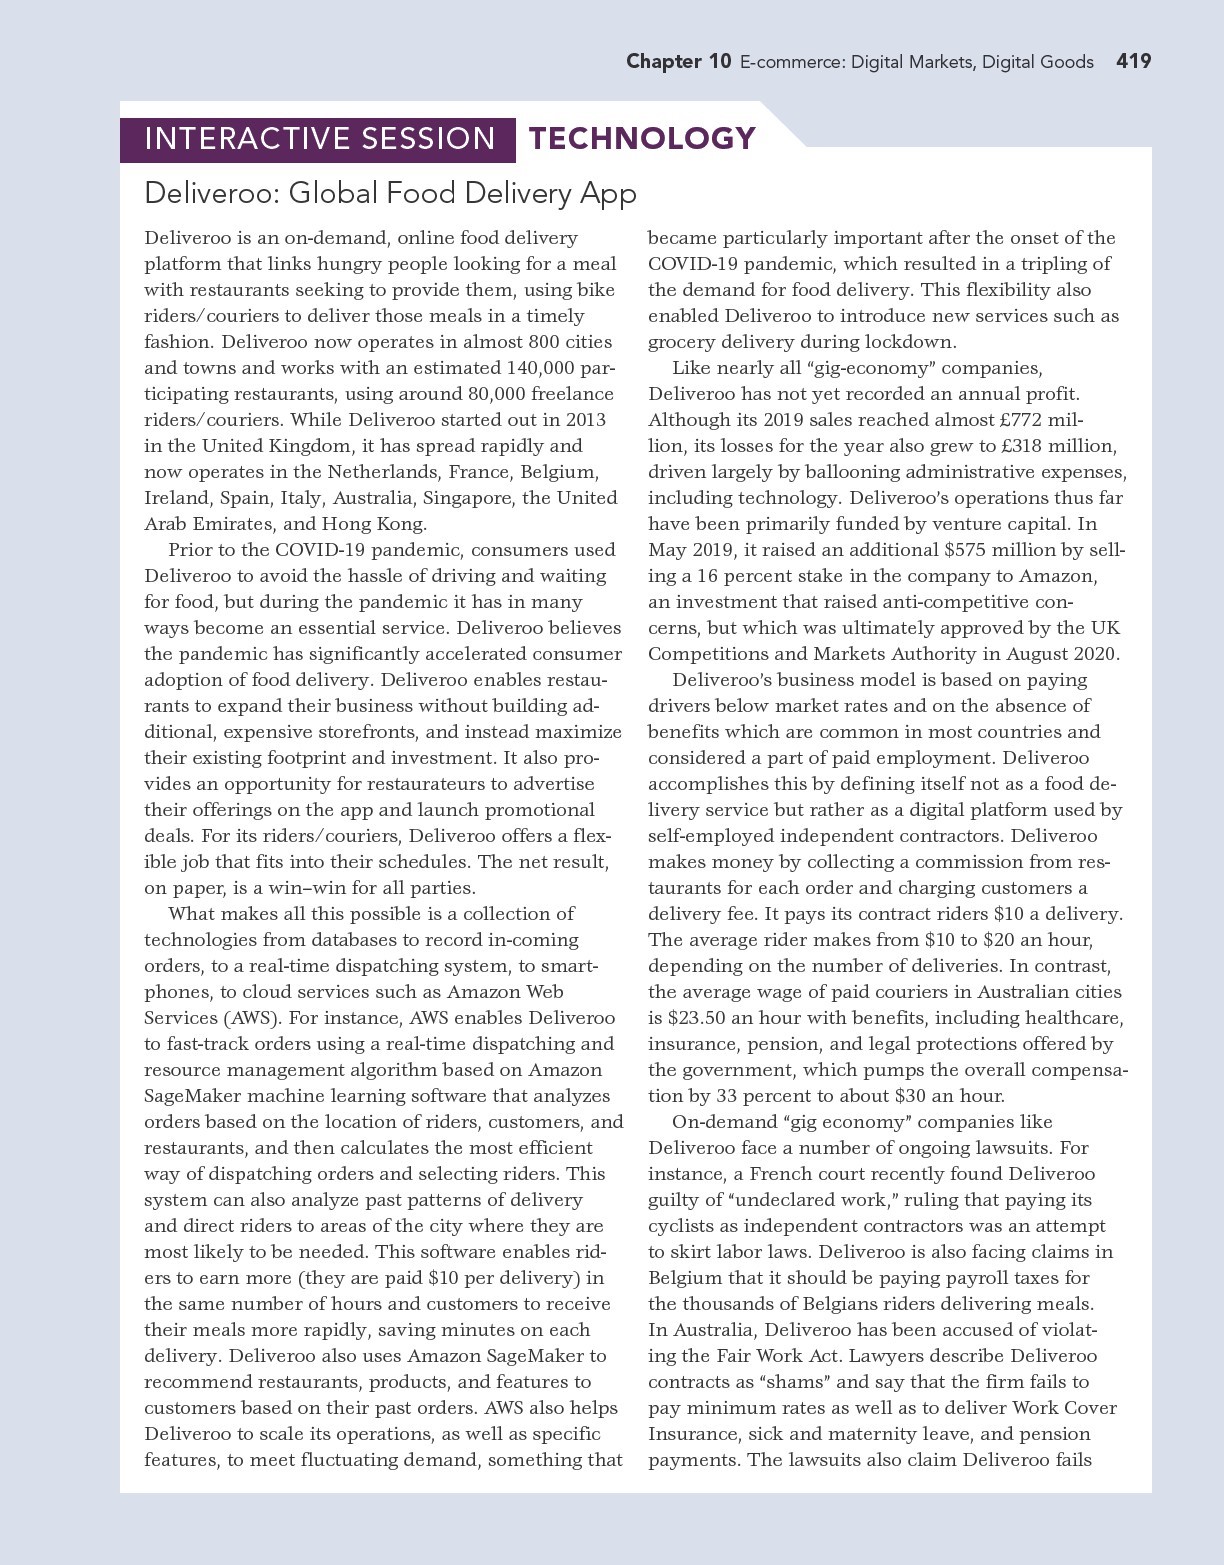 Chapter 10 E-commerce: Digital Markets, Digital Goods 419
INTERACTIVE SESSION TECHNOLOGY
Deliveroo: Global Food Delivery App
Deliveroo is an on-demand, online food delivery
platform that links hungry people looking for a meal
with restaurants seeking to provide them, using bike
riders/couriers to deliver those meals in a timely
fashion. Deliveroo now operates in almost 800 cities
and towns and works with an estimated 140,000 par-
ticipating restaurants, using around 80,000 freelance
riders/couriers. While Deliveroo started out in 2013
in the United Kingdom, it has spread rapidly and
now operates in the Netherlands, France, Belgium,
Ireland, Spain, Italy, Australia, Singapore, the United
Arab Emirates, and Hong Kong.
Prior to the COVID-19 pandemic, consumers used
Deliveroo to avoid the hassle of driving and waiting
for food, but during the pandemic it has in many
ways become an essential service. Deliveroo believes
the pandemic has significantly accelerated consumer
adoption of food delivery. Deliveroo enables restau-
rants to expand their business without building ad-
ditional, expensive storefronts, and instead maximize
their existing footprint and investment. It also pro-
vides an opportunity for restaurateurs to advertise
their offerings on the app and launch promotional
deals. For its riders/couriers, Deliveroo offers a flex-
ible job that fits into their schedules. The net result,
on paper, is a win–win for all parties.
What makes all this possible is a collection of
technologies from databases to record in-coming
orders, to a real-time dispatching system, to smart-
phones, to cloud services such as Amazon Web
Services (AWS). For instance, AWS enables Deliveroo
to fast-track orders using a real-time dispatching and
resource management algorithm based on Amazon
SageMaker machine learning software that analyzes
orders based on the location of riders, customers, and
restaurants, and then calculates the most efficient
way of dispatching orders and selecting riders. This
system can also analyze past patterns of delivery
and direct riders to areas of the city where they are
most likely to be needed. This software enables rid-
ers to earn more (they are paid $10 per delivery) in
the same number of hours and customers to receive
their meals more rapidly, saving minutes on each
delivery. Deliveroo also uses Amazon SageMaker to
recommend restaurants, products, and features to
customers based on their past orders. AWS also helps
Deliveroo to scale its operations, as well as specific
features, to meet fluctuating demand, something that
became particularly important after the onset of the
COVID-19 pandemic, which resulted in a tripling of
the demand for food delivery. This flexibility also
enabled Deliveroo to introduce new services such as
grocery delivery during lockdown.
Like nearly all “gig-economy” companies,
Deliveroo has not yet recorded an annual profit.
Although its 2019 sales reached almost £772 mil-
lion, its losses for the year also grew to £318 million,
driven largely by ballooning administrative expenses,
including technology. Deliveroo’s operations thus far
have been primarily funded by venture capital. In
May 2019, it raised an additional $575 million by sell-
ing a 16 percent stake in the company to Amazon,
an investment that raised anti-competitive con-
cerns, but which was ultimately approved by the UK
Competitions and Markets Authority in August 2020.
Deliveroo’s business model is based on paying
drivers below market rates and on the absence of
benefits which are common in most countries and
considered a part of paid employment. Deliveroo
accomplishes this by defining itself not as a food de-
livery service but rather as a digital platform used by
self-employed independent contractors. Deliveroo
makes money by collecting a commission from res-
taurants for each order and charging customers a
delivery fee. It pays its contract riders $10 a delivery.
The average rider makes from $10 to $20 an hour,
depending on the number of deliveries. In contrast,
the average wage of paid couriers in Australian cities
is $23.50 an hour with benefits, including healthcare,
insurance, pension, and legal protections offered by
the government, which pumps the overall compensa-
tion by 33 percent to about $30 an hour.
On-demand “gig economy” companies like
Deliveroo face a number of ongoing lawsuits. For
instance, a French court recently found Deliveroo
guilty of “undeclared work,” ruling that paying its
cyclists as independent contractors was an attempt
to skirt labor laws. Deliveroo is also facing claims in
Belgium that it should be paying payroll taxes for
the thousands of Belgians riders delivering meals.
In Australia, Deliveroo has been accused of violat-
ing the Fair Work Act. Lawyers describe Deliveroo
contracts as “shams” and say that the firm fails to
pay minimum rates as well as to deliver Work Cover
Insurance, sick and maternity leave, and pension
payments. The lawsuits also claim Deliveroo fails